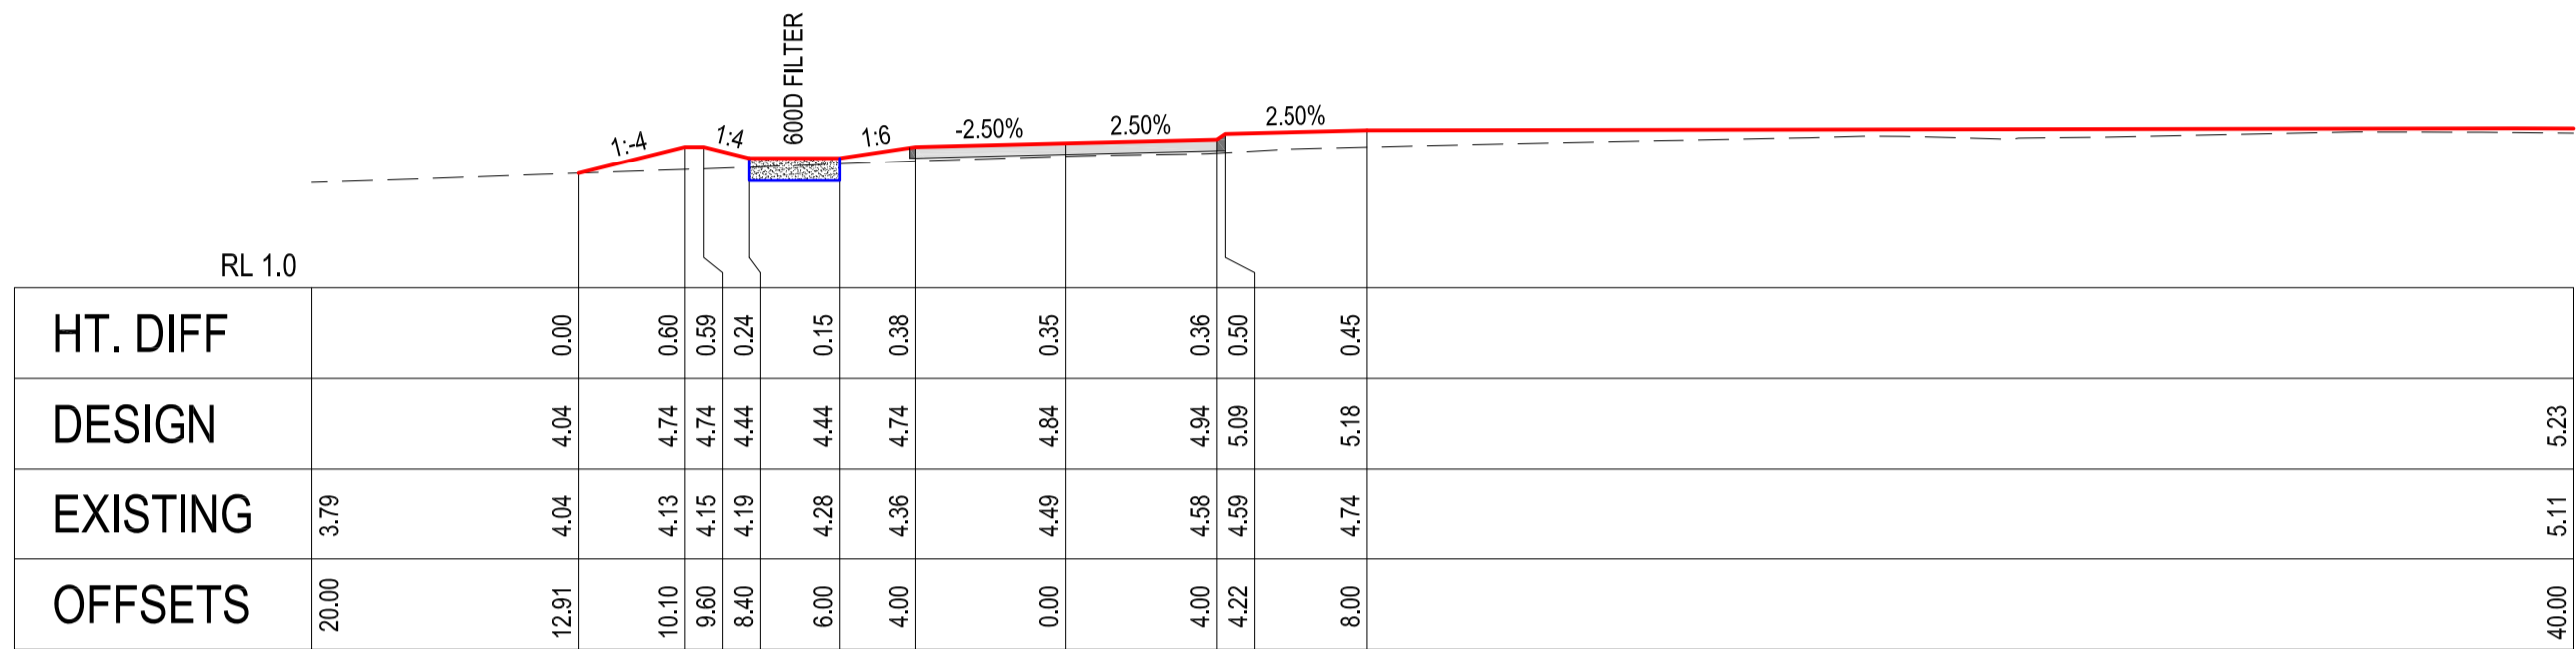 600D FILTER
1:-4
1:4
1:6
-2.50%
2.50%
2.50%
RL 1.0
HT. DIFF 0.00 0.60 0.59 0.24 0.15 0.38 0.35 0.36 0.50 0.45
DESIGN 4.04 4.74 4.74 4.44 4.44 4.74 4.84 4.94 5.09 5.18 5.23
EXISTING 3.79 4.04 4.13 4.15 4.19 4.28 4.36 4.49 4.58 4.59 4.74 5.11
OFFSETS 20.00 12.91 10.10 9.60 8.40 6.00 4.00 0.00 4.00 4.22 8.00 40.00